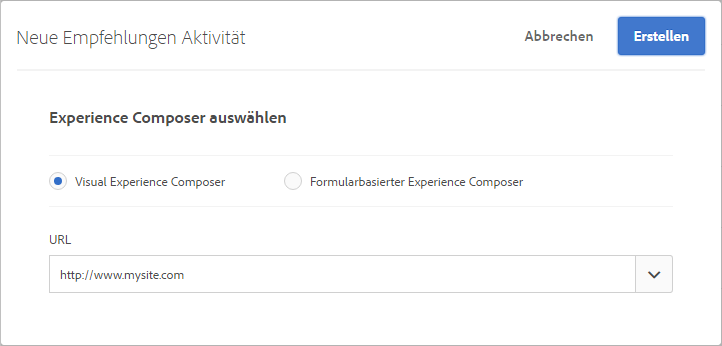 Neue Empfehlungen Aktivität
Abbrechen
Erstellen
Experience Composer auswählen
Visual Experience Composer
Formularbasierter Experience Composer
URL
http://www.mysite.com